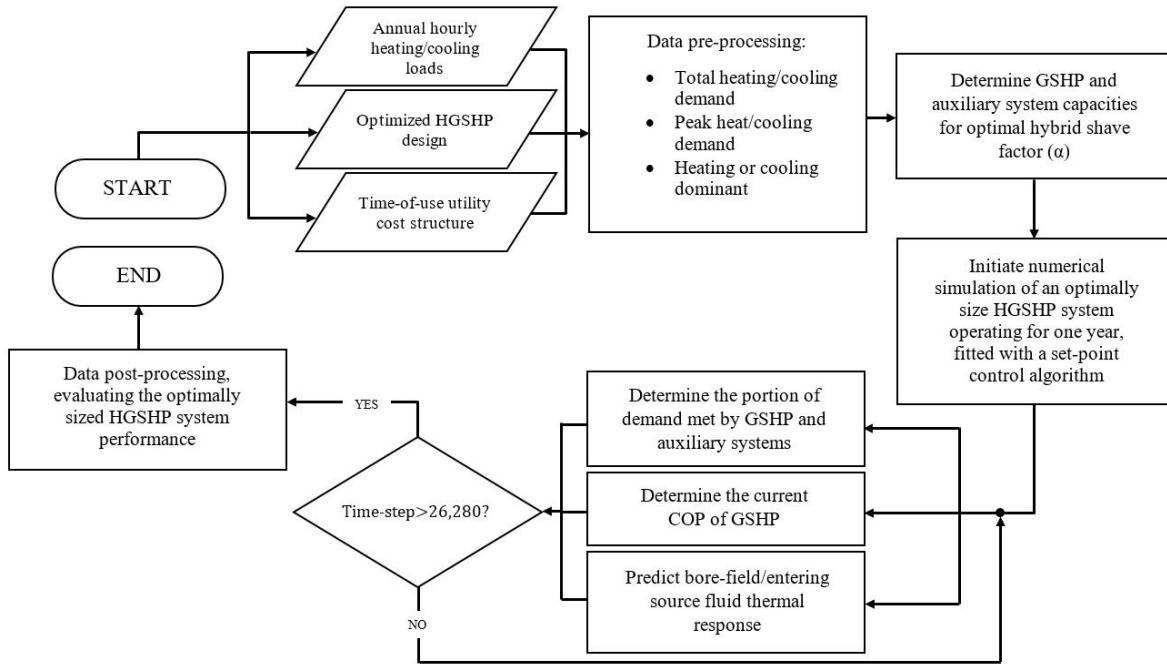 START
Annual hourly
heating/cooling
loads
Optimized HGSHP
design
Time-of-use utility
cost structure
Data pre-processing:
• Total heating/cooling
demand
• Peak heat/cooling
demand
• Heating or cooling
dominant
Determine GSHP and
auxiliary system capacities
for optimal hybrid shave
factor (α)
Initiate numerical
simulation of an optimally
size HGSHP system
operating for one year,
fitted with a set-point
control algorithm
Determine the portion of
demand met by GSHP and
auxiliary systems
Determine the current
COP of GSHP
Predict bore-field/entering
source fluid thermal
response
Time-step>26,280?
YES
NO
Data post-processing,
evaluating the optimally
sized HGSHP system
performance
END